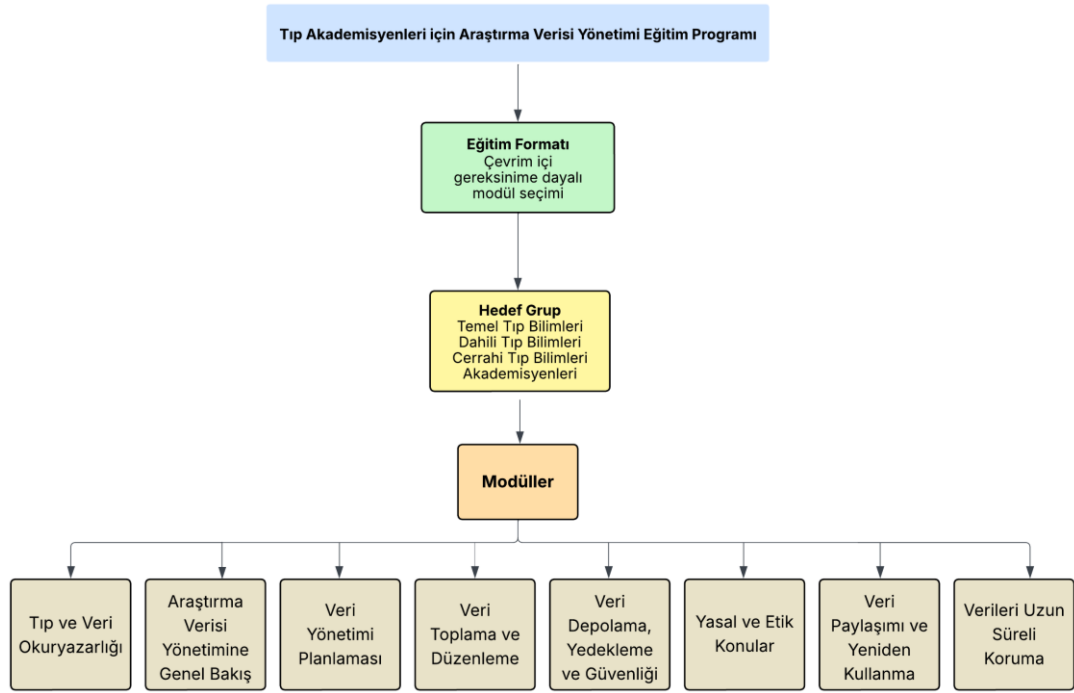 Tıp Akademisyenleri için Araştırma Verisi Yönetimi Eğitim Programı
Eğitim Formatı
Çevrim içi
gereksinime dayalı
modül seçimi
Hedef Grup
Temel Tıp Bilimleri
Dahili Tıp Bilimleri
Cerrahi Tıp Bilimleri
Akademisyenleri
Modüller
Tıp ve Veri
Okuryazarlığı
Araştırma
Verisi
Yönetimine
Genel Bakış
Veri
Yönetimi
Planlaması
Veri
Toplama ve
Düzenleme
Veri
Depolama,
Yedekleme
ve Güvenliği
Yasal ve Etik
Konular
Veri
Paylaşımı ve
Yeniden
Kullanma
Verileri Uzun
Süreli
Koruma